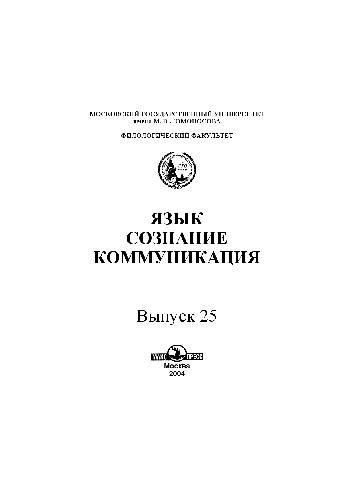 МОСКОВСКИЙ ГОСУДАРСТВЕННЫЙ УНИВЕРСИТЕТ
имени М. В. ЛОМОНОСОВА
ФИЛОЛОГИЧЕСКИЙ ФАКУЛЬТЕТ
ЯЗЫК
СОЗНАНИЕ
КОММУНИКАЦИЯ
Выпуск 25
Москва
2004